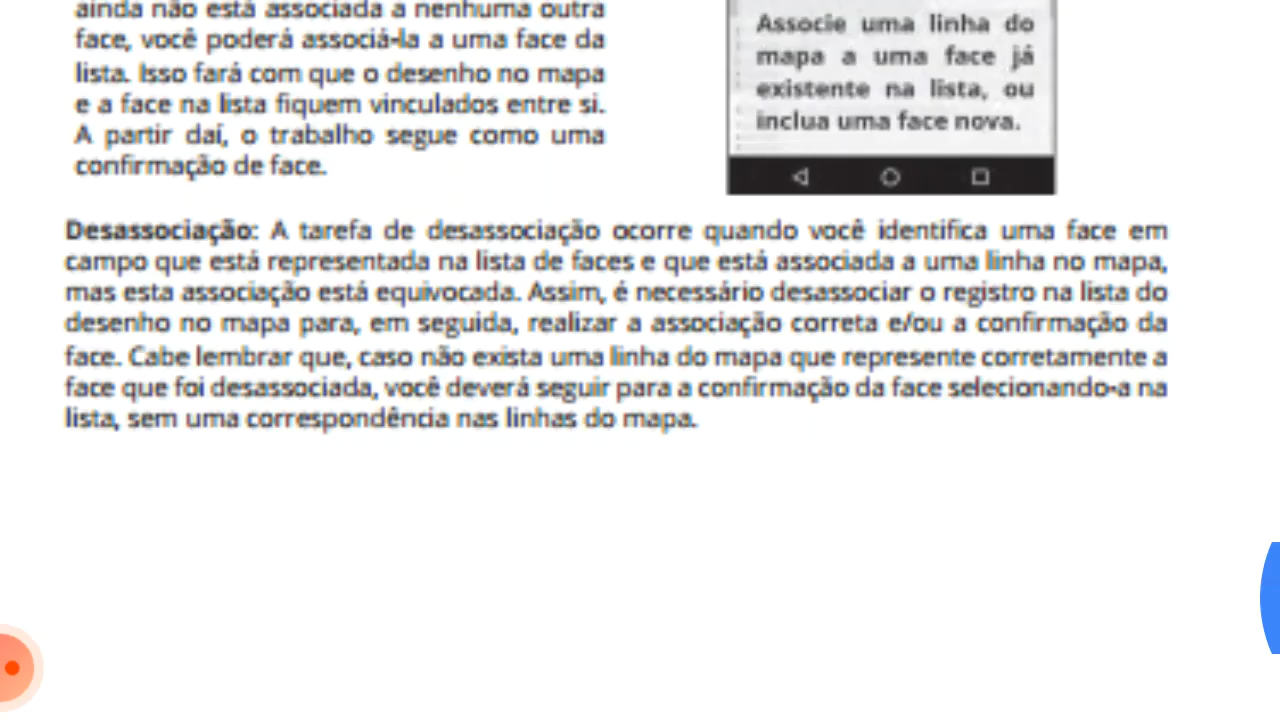 ainda não está associada a nenhuma outra
face, você poderá associá-la a uma face da
lista. Isso fará com que o desenho no mapa
e a face na lista fiquem vinculados entre si.
A partir daí, o trabalho segue como uma
confirmação de face.
Associe uma linha do
mapa a uma face já
existente na lista, ou
inclua uma face nova.
Desassociação: A tarefa de desassociação ocorre quando você identifica uma face em
campo que está representada na lista de faces e que está associada a uma linha no mapa,
mas esta associação está equivocada. Assim, é necessário desassociar o registro na lista do
desenho no mapa para, em seguida, realizar a associação correta e/ou a confirmação da
face. Cabe lembrar que, caso não exista uma linha do mapa que represente corretamente a
face que foi desassociada, você deverá seguir para a confirmação da face selecionando-a na
lista, sem uma correspondência nas linhas do mapa.